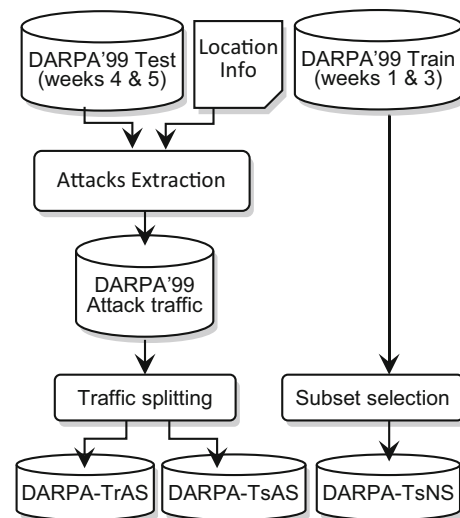 DARPA'99 Test
(weeks 4 & 5)
Location
Info
DARPA'99 Train
(weeks 1 & 3)
Attacks Extraction
DARPA'99
Attack traffic
Traffic splitting
Subset selection
DARPA-TrAS
DARPA-TsAS
DARPA-TsNS